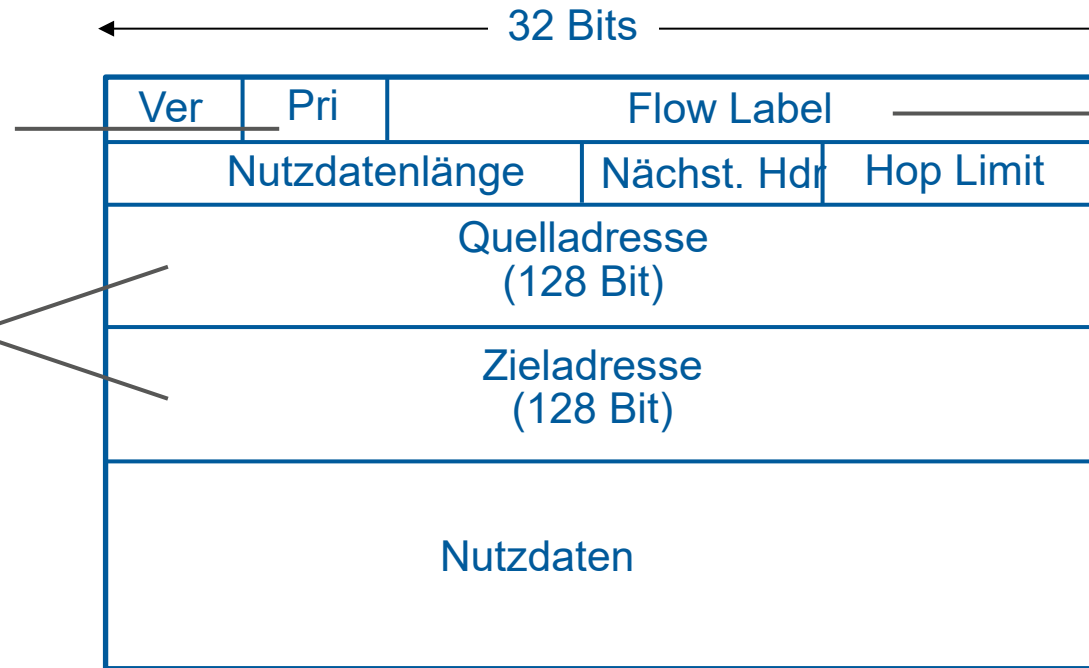 32 Bits
Ver Pri Flow Label
Nutzdatenlänge Nächst. Hdr Hop Limit
Quelladresse
(128 Bit)
Zieladresse
(128 Bit)
Nutzdaten